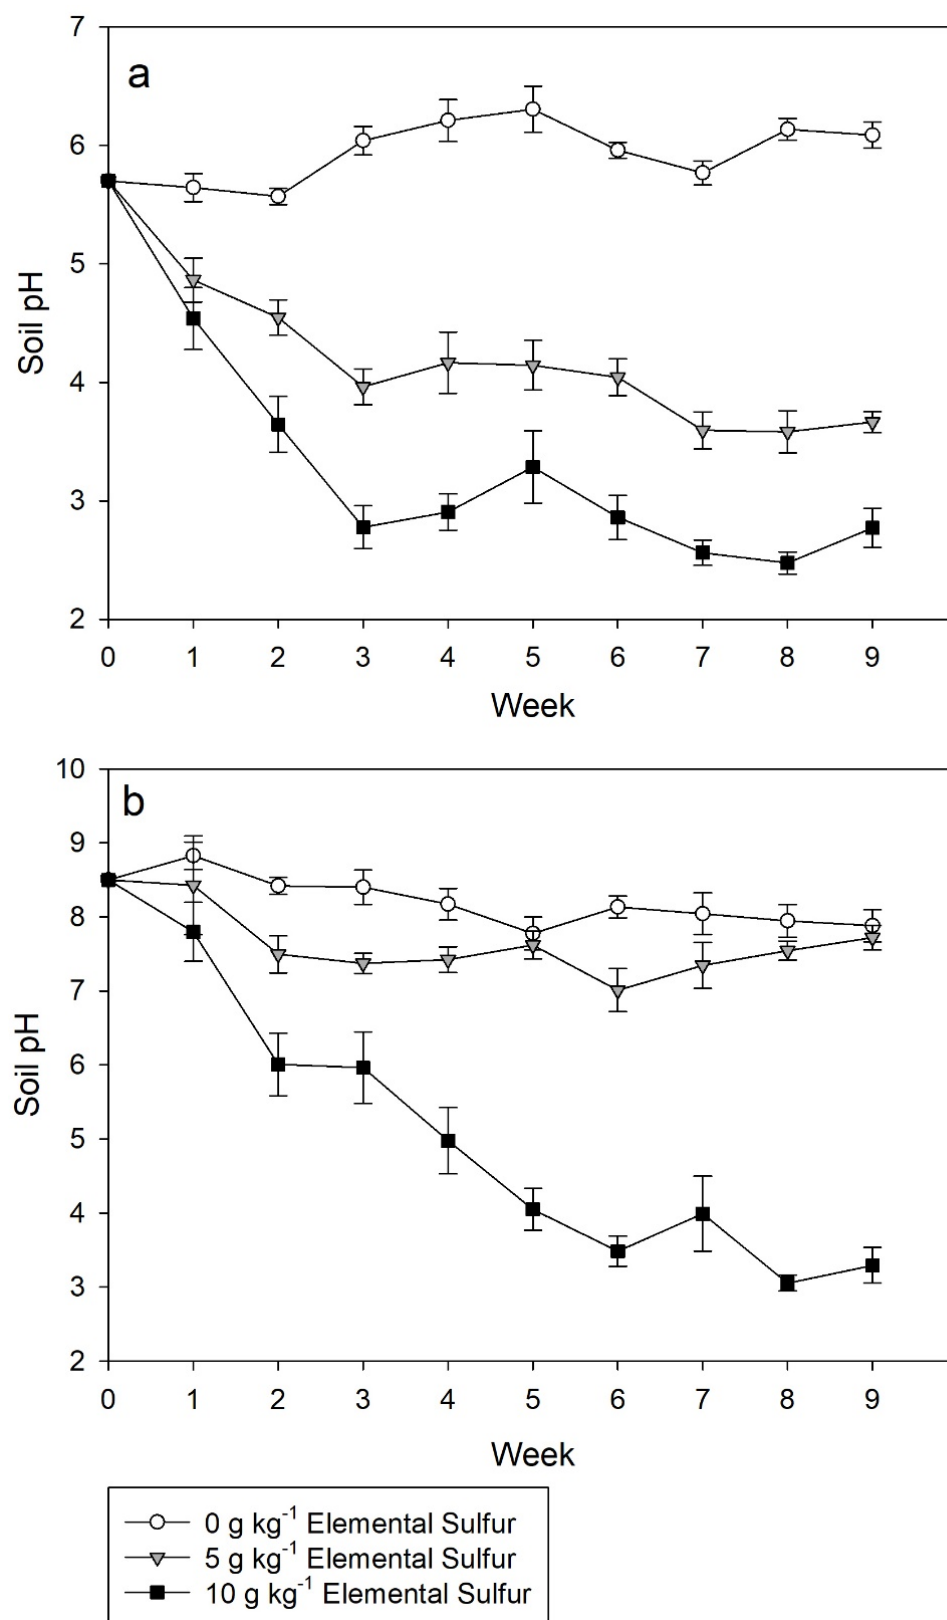 7
a
6
5
Soil pH
4
3
2
0 1 2 3 4 5 6 7 8 9
Week
10
b
9
8
7
Soil pH
6
5
4
3
2
0 1 2 3 4 5 6 7 8 9
Week
0 g kg⁻¹ Elemental Sulfur
5 g kg⁻¹ Elemental Sulfur
10 g kg⁻¹ Elemental Sulfur